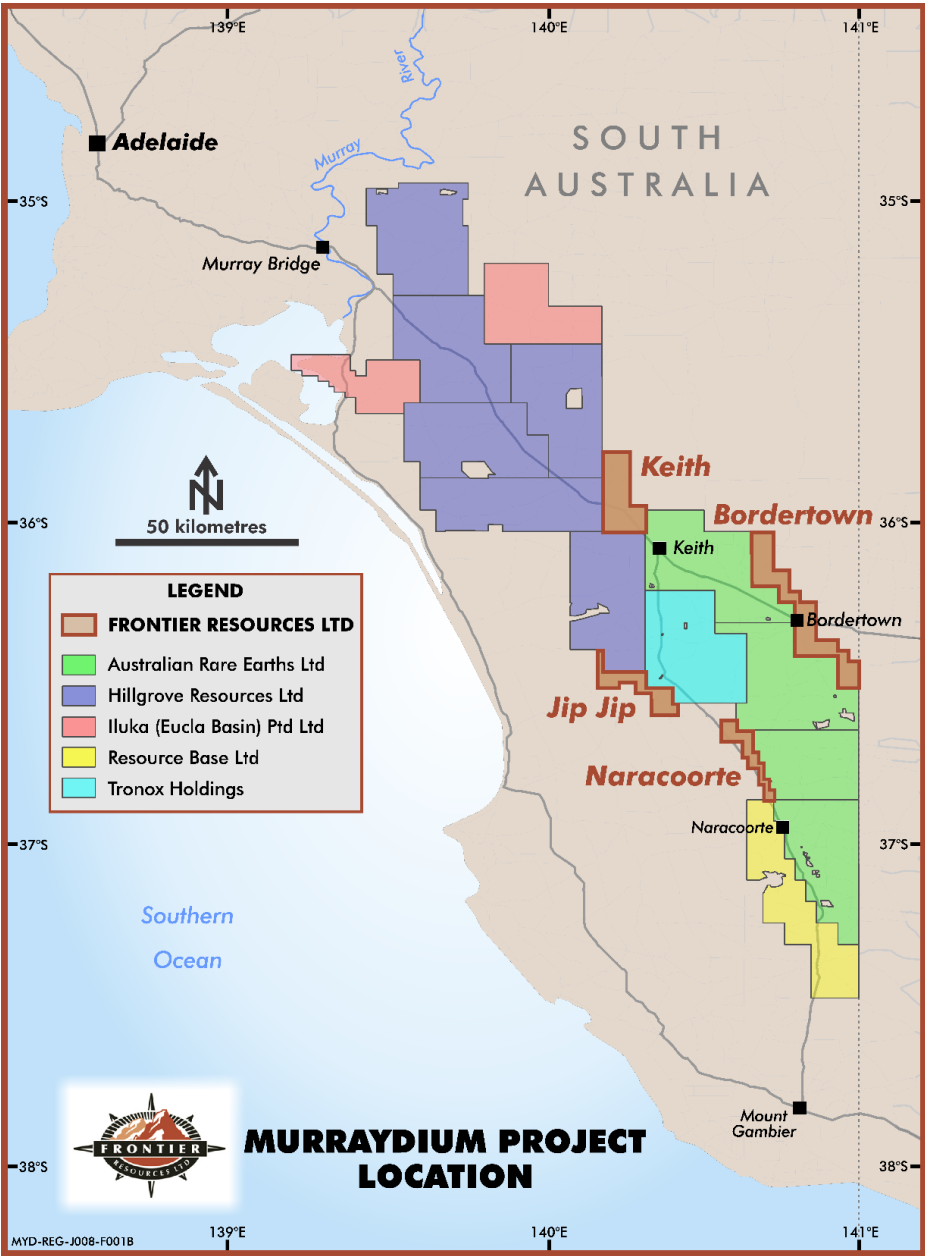 139°E
140°E
141°E
River
Adelaide
SOUTH
AUSTRALIA
Murray
35°S
35°S
Murray Bridge
Keith
N
50 kilometres
36°S
Bordertown
36°S
Keith
LEGEND
FRONTIER RESOURCES LTD
Australian Rare Earths Ltd
Hillgrove Resources Ltd
Iluka (Eucla Basin) Ptd Ltd
Resource Base Ltd
Tronox Holdings
Bordertown
Jip Jip
Naracoorte
Naracoorte
37°S
37°S
Southern
Ocean
Mount
Gambier
FRONTIER
RESOURCES LTD
MURRAYDIUM PROJECT
LOCATION
38°S
38°S
MYD-REG-J008-F001B
139°E
140°E
141°E